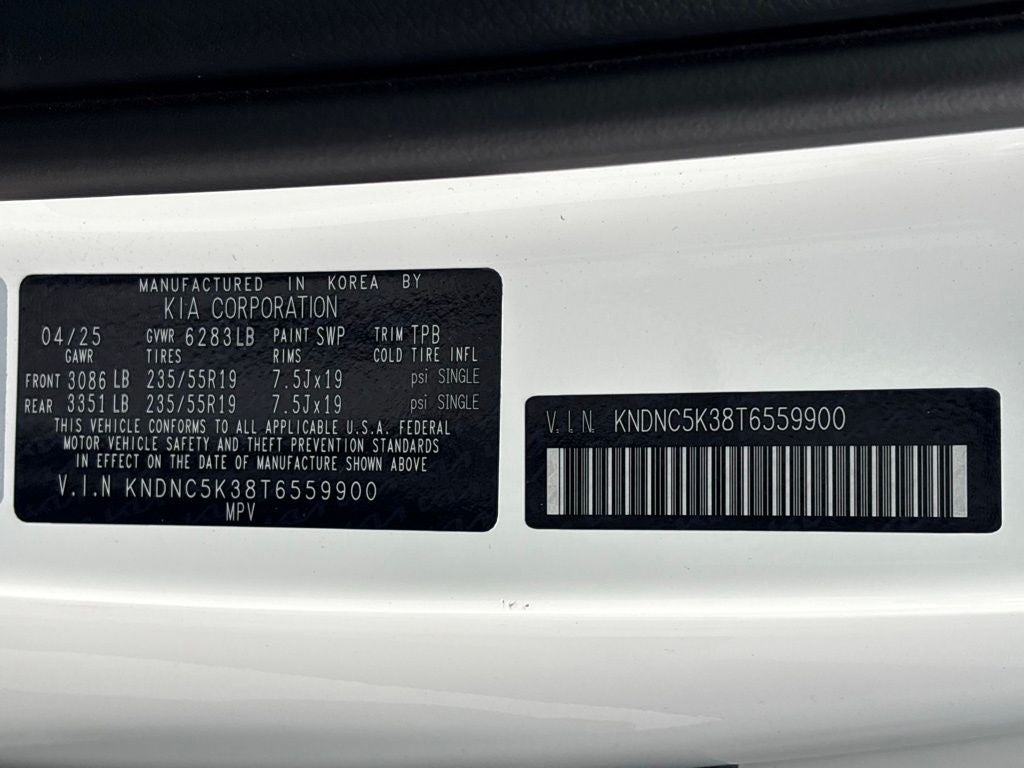 MANUFACTURED IN KOREA BY
KIA CORPORATION
04/25 GVWR 6283LB PAINT SWP TRIM TPB
GAWR TIRES RIMS COLD TIRE INFL
FRONT 3086 LB 235/55R19 7.5Jx19 psi SINGLE
REAR 3351 LB 235/55R19 7.5Jx19 psi SINGLE
THIS VEHICLE CONFORMS TO ALL APPLICABLE U.S.A. FEDERAL
MOTOR VEHICLE SAFETY AND THEFT PREVENTION STANDARDS
IN EFFECT ON THE DATE OF MANUFACTURE SHOWN ABOVE
V.I.N KNDNC5K38T6559900
MPV
V.I.N. KNDNC5K38T6559900